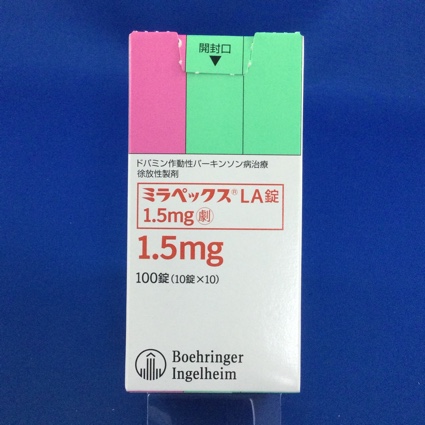 開封口
▼
ドパミン作動性パーキンソン病治療
徐放性製剤
ミラペックス®LA錠
1.5mg 劇
1.5mg
100錠(10錠×10)
Boehringer
Ingelheim